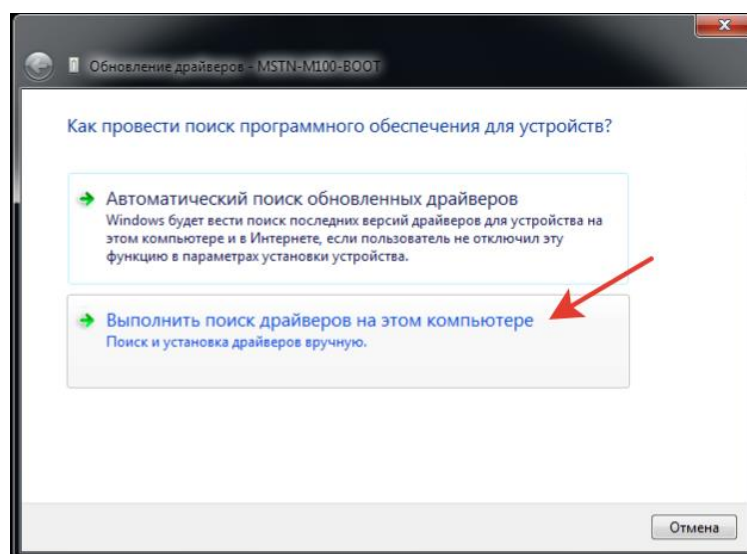 Обновление драйверов - MSTN-M100-BOOT
Как провести поиск программного обеспечения для устройств?
Автоматический поиск обновленных драйверов
Windows будет вести поиск последних версий драйверов для устройства на
этом компьютере и в Интернете, если пользователь не отключил эту
функцию в параметрах установки устройства.
Выполнить поиск драйверов на этом компьютере
Поиск и установка драйверов вручную.
Отмена